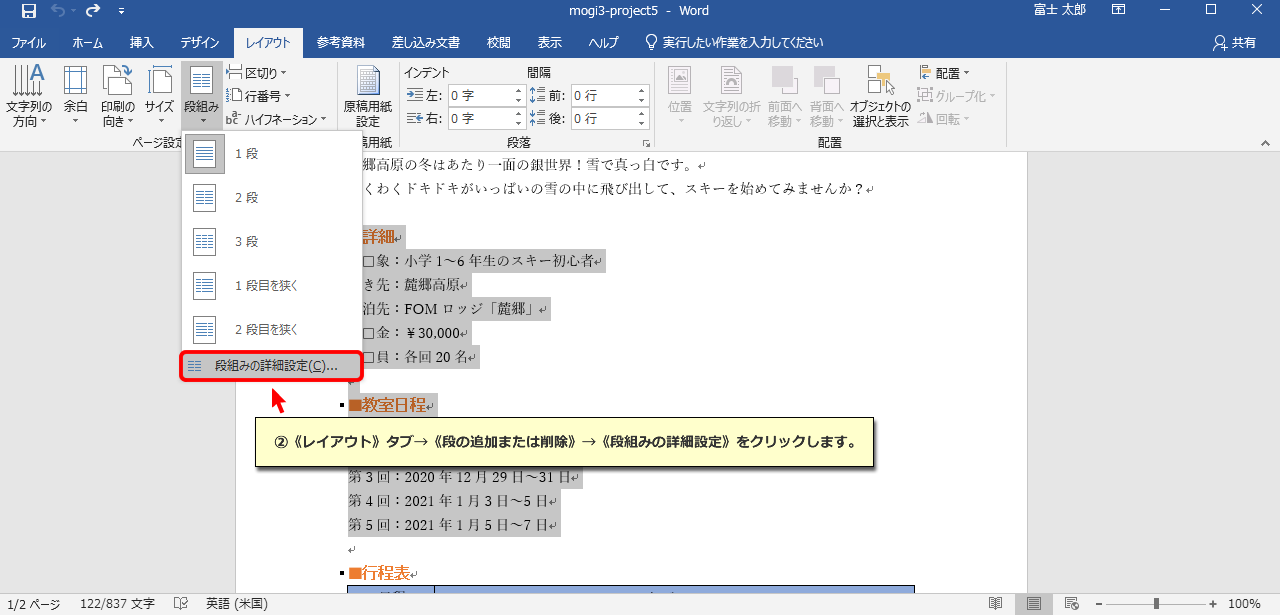 mogi3-project5 - Word
富士 太郎
ファイル ホーム 挿入 デザイン レイアウト 参考資料 差し込み文書 校閲 表示 ヘルプ 実行したい作業を入力してください 共有
文字列の方向 余白 印刷の向き サイズ 段組み
区切り
行番号
ハイフネーション
ページ設定
原稿用紙設定
用紙
インデント 間隔
左: 0 字 前: 0 行
右: 0 字 後: 0 行
段落
位置 文字列の折り返し 前面へ移動 背面へ移動 オブジェクトの選択と表示
配置
グループ化
回転
配置
1 段
2 段
3 段
1 段目を狭く
2 段目を狭く
段組みの詳細設定(C)...
郷高原の冬はあたり一面の銀世界！雪で真っ白です。
くわくドキドキがいっぱいの雪の中に飛び出して、スキーを始めてみませんか？
詳細
□象：小学 1～6 年生のスキー初心者
き先：麓郷高原
泊先：FOM ロッジ「麓郷」
□金：￥30,000
□員：各回 20 名
■教室日程
②《レイアウト》タブ→《段の追加または削除》→《段組みの詳細設定》をクリックします。
第 3 回：2020 年 12 月 29 日～31 日
第 4 回：2021 年 1 月 3 日～5 日
第 5 回：2021 年 1 月 5 日～7 日
■行程表
1/2 ページ 122/837 文字 英語 (米国) 100%